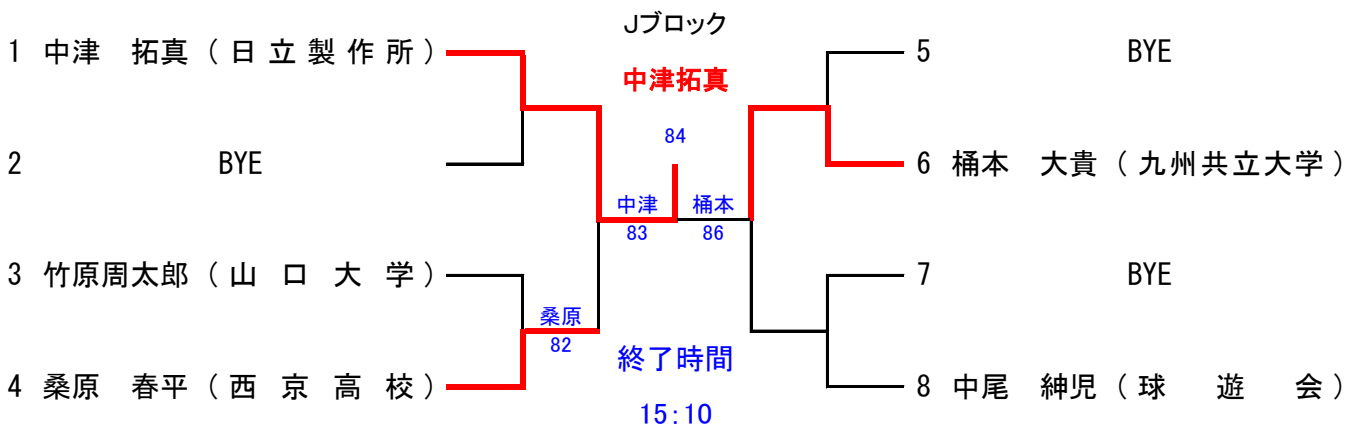 Jブロック
1 中津 拓真 ( 日立製作所 )
5 BYE
中津拓真
84
2 BYE
6 桶本 大貴 ( 九州共立大学 )
中津 桶本
83 86
3 竹原周太郎 ( 山口大学 )
7 BYE
桑原
82
終了時間
4 桑原 春平 ( 西京高校 )
8 中尾 紳児 ( 球遊会 )
15:10